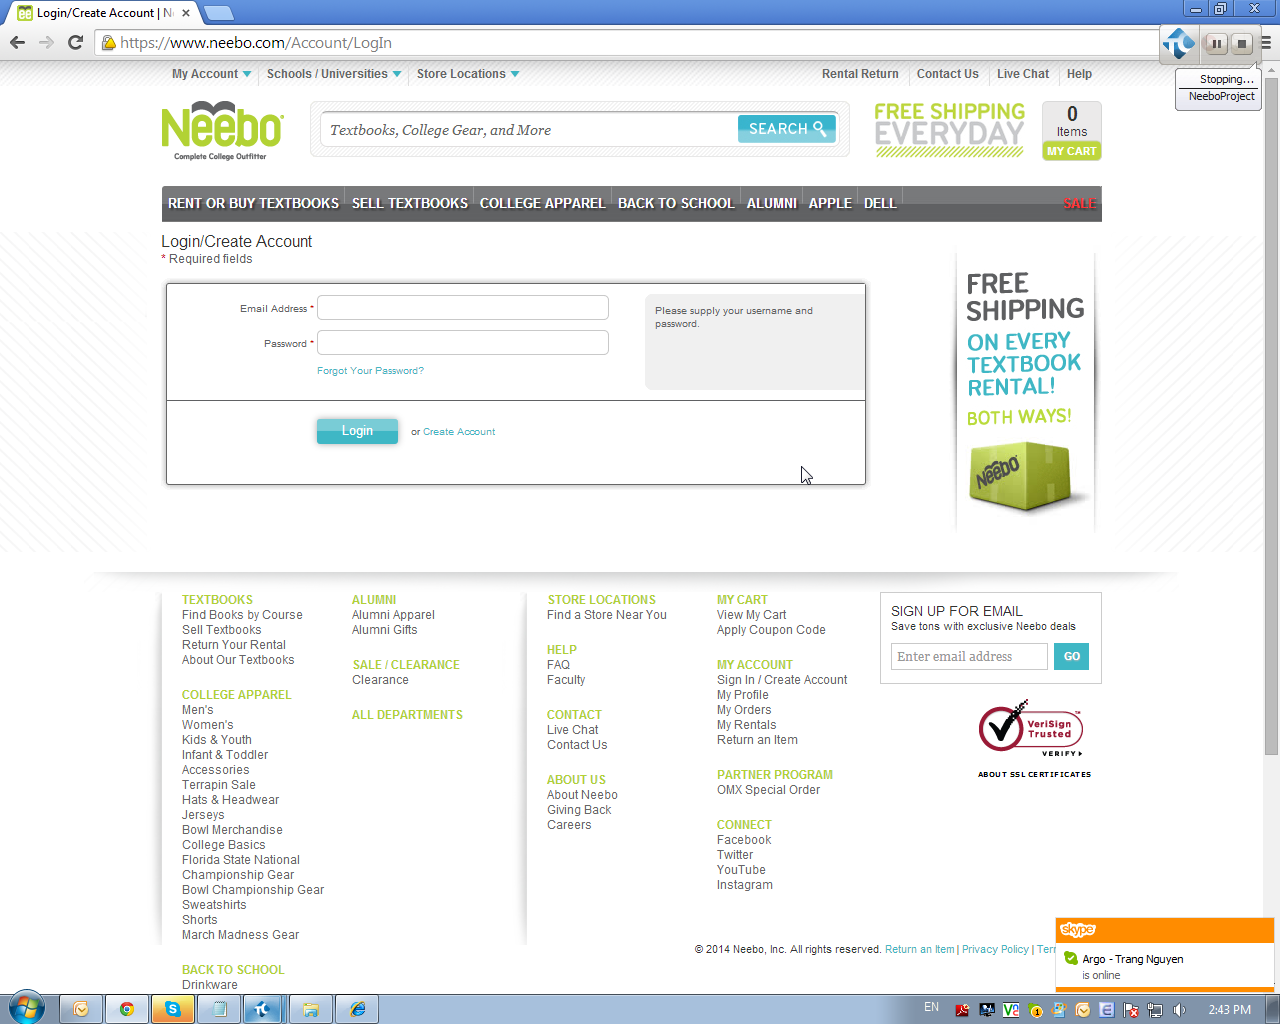 Login/Create Account | N
https://www.neebo.com/Account/LogIn
Stopping...
NeeboProject
My Account
Schools / Universities
Store Locations
Rental Return
Contact Us
Live Chat
Help
Neebo
Complete College Outfitter
Textbooks, College Gear, and More
SEARCH
FREE SHIPPING
EVERYDAY
0
Items
MY CART
RENT OR BUY TEXTBOOKS
SELL TEXTBOOKS
COLLEGE APPAREL
BACK TO SCHOOL
ALUMNI
APPLE
DELL
SALE
Login/Create Account
* Required fields
Email Address *
Password *
Forgot Your Password?
Please supply your username and
password.
Login
or Create Account
FREE
SHIPPING
ON EVERY
TEXTBOOK
RENTAL!
BOTH WAYS!
Neebo
TEXTBOOKS
Find Books by Course
Sell Textbooks
Return Your Rental
About Our Textbooks
COLLEGE APPAREL
Men's
Women's
Kids & Youth
Infant & Toddler
Accessories
Terrapin Sale
Hats & Headwear
Jerseys
Bowl Merchandise
College Basics
Florida State National
Championship Gear
Bowl Championship Gear
Sweatshirts
Shorts
March Madness Gear
BACK TO SCHOOL
Drinkware
ALUMNI
Alumni Apparel
Alumni Gifts
SALE / CLEARANCE
Clearance
ALL DEPARTMENTS
STORE LOCATIONS
Find a Store Near You
HELP
FAQ
Faculty
CONTACT
Live Chat
Contact Us
ABOUT US
About Neebo
Giving Back
Careers
MY CART
View My Cart
Apply Coupon Code
MY ACCOUNT
Sign In / Create Account
My Profile
My Orders
My Rentals
Return an Item
PARTNER PROGRAM
OMX Special Order
CONNECT
Facebook
Twitter
YouTube
Instagram
SIGN UP FOR EMAIL
Save tons with exclusive Neebo deals
Enter email address
GO
VeriSign
Trusted
VERIFY
ABOUT SSL CERTIFICATES
© 2014 Neebo, Inc. All rights reserved. Return an Item | Privacy Policy |
skype
Argo - Trang Nguyen
is online
EN
2:43 PM